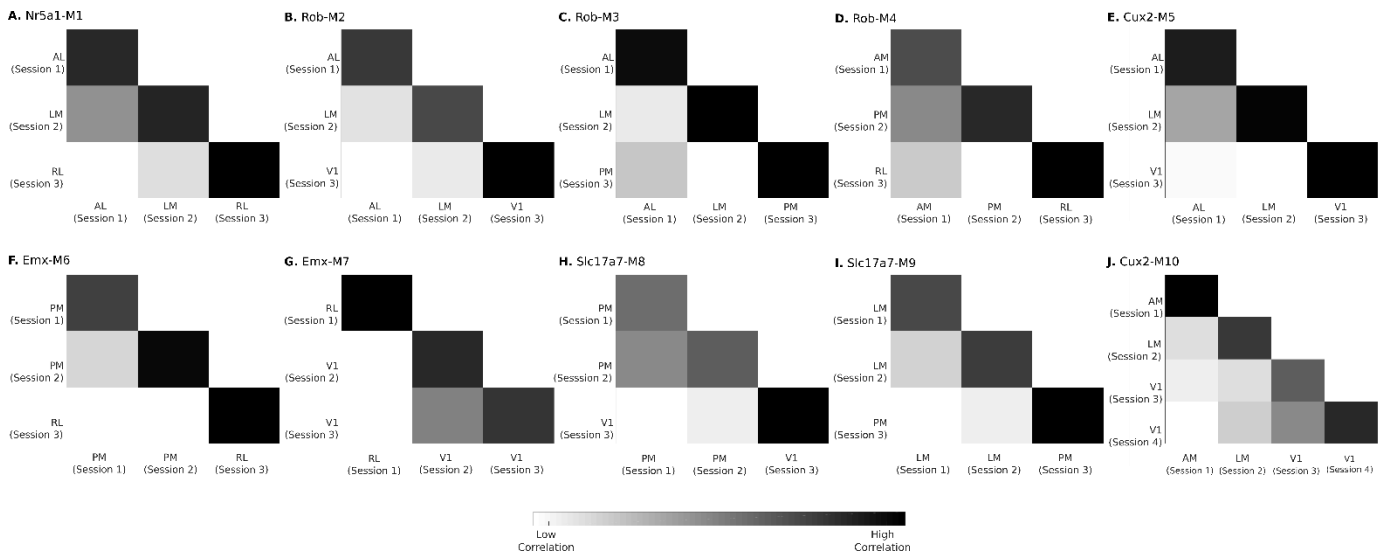 A. Nr5a1-M1
AL
(Session 1)
LM
(Session 2)
RL
(Session 3)
AL
(Session 1)
LM
(Session 2)
RL
(Session 3)
B. Rob-M2
AL
(Session 1)
LM
(Session 2)
V1
(Session 3)
AL
(Session 1)
LM
(Session 2)
V1
(Session 3)
C. Rob-M3
AL
(Session 1)
LM
(Session 2)
PM
(Session 3)
AL
(Session 1)
LM
(Session 2)
PM
(Session 3)
D. Rob-M4
AM
(Session 1)
PM
(Session 2)
RL
(Session 3)
AM
(Session 1)
PM
(Session 2)
RL
(Session 3)
E. Cux2-M5
AL
(Session 1)
LM
(Session 2)
V1
(Session 3)
AL
(Session 1)
LM
(Session 2)
V1
(Session 3)
F. Emx-M6
PM
(Session 1)
PM
(Session 2)
RL
(Session 3)
PM
(Session 1)
PM
(Session 2)
RL
(Session 3)
G. Emx-M7
RL
(Session 1)
V1
(Session 2)
V1
(Session 3)
RL
(Session 1)
V1
(Session 2)
V1
(Session 3)
H. Slc17a7-M8
PM
(Session 1)
PM
(5esssion 2)
V1
(Session 3)
PM
(Session 1)
PM
(Session 2)
V1
(Session 3)
I. Slc17a7-M9
LM
(Session 1)
LM
(Session 2)
PM
(Session 3)
LM
(Session 1)
LM
(Session 2)
PM
(Session 3)
J. Cux2-M10
AM
(Session 1)
LM
(Session 2)
V1
(Session 3)
V1
(Session 4)
AM
(Session 1)
LM
(Session 2)
V1
(Session 3)
V1
(Session 4)
Low
Correlation
High
Correlation